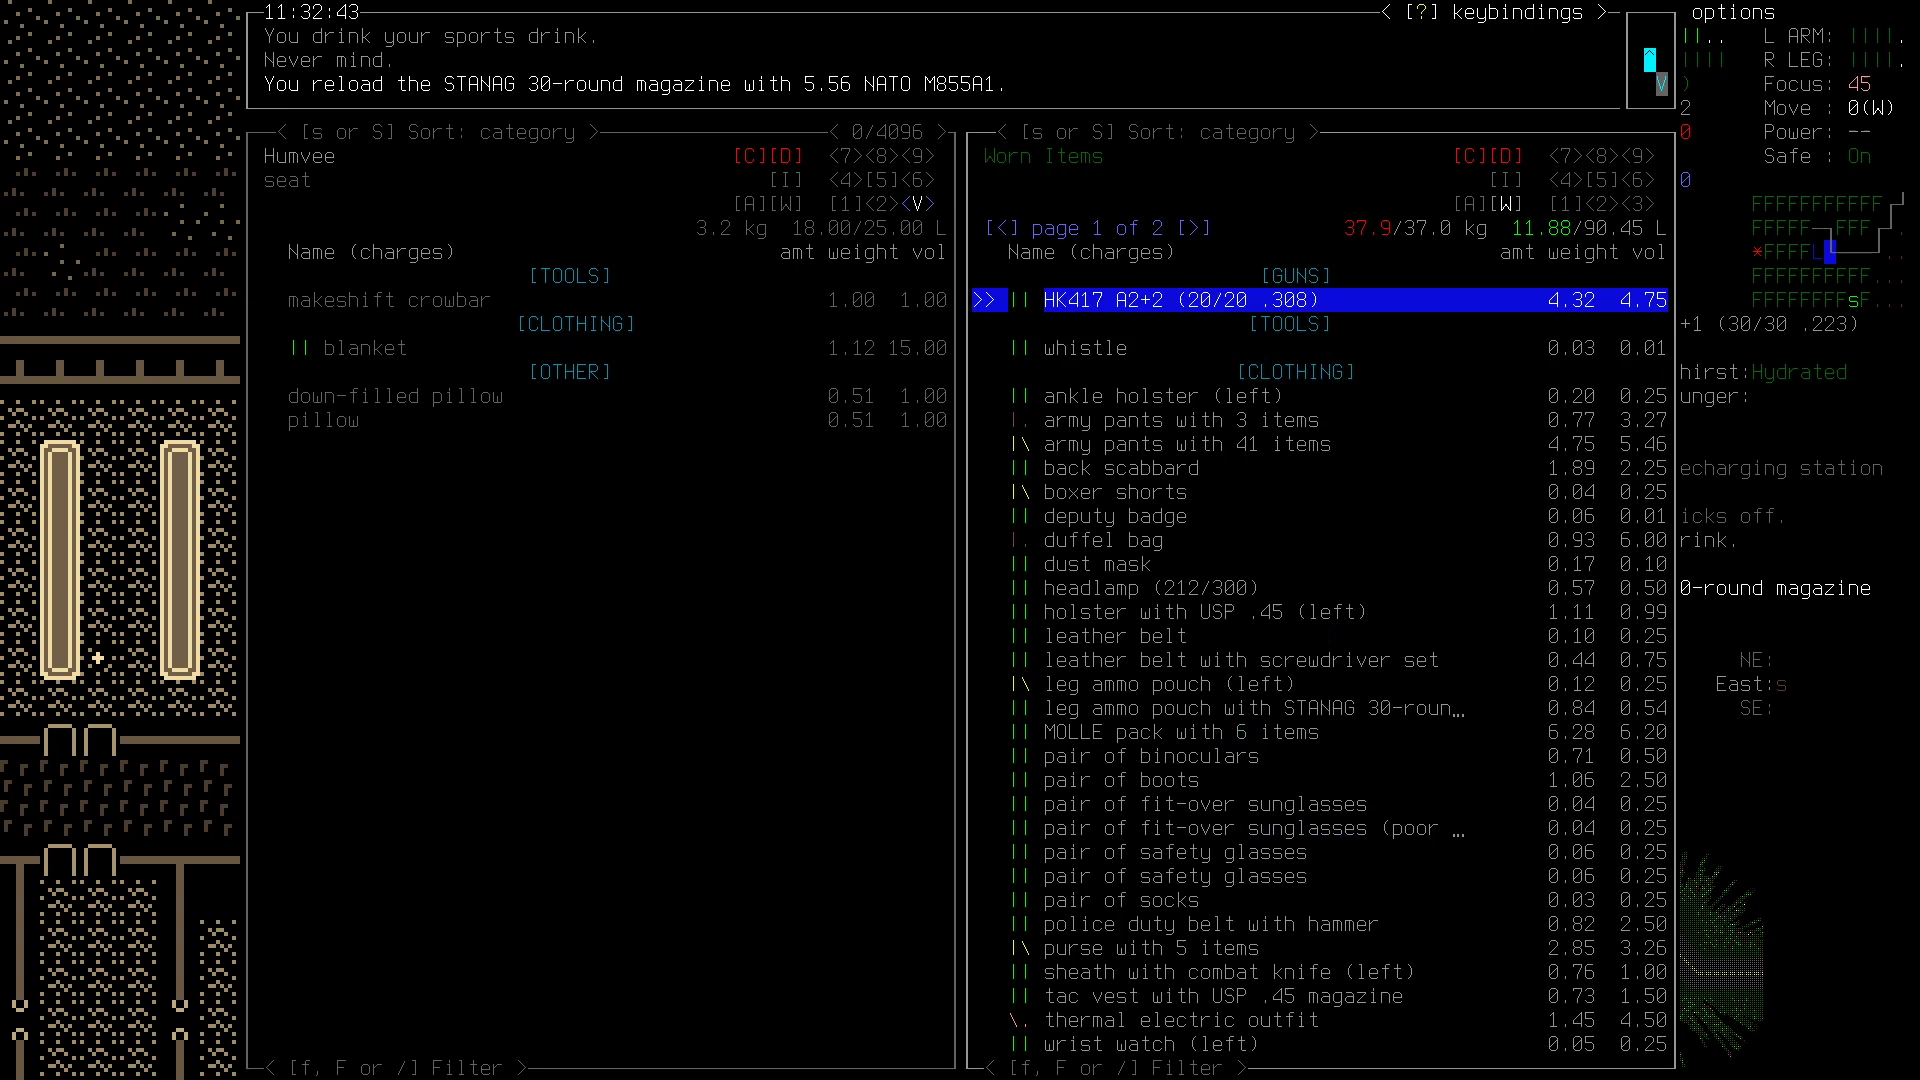 11:32:43 < [?] keybindings > options
You drink your sports drink.
Never mind.
You reload the STANAG 30-round magazine with 5.56 NATO M855A1.
L ARM: ||||.
R LEG: ||||.
Focus: 45
2 Move : 0(W)
0 Power: --
Safe : On
0
< [s or S] Sort: category > < 0/4096 >
Humvee [C][D] <7><8><9>
seat [I] <4>[5]<6>
[A][W] [1]<2><V>
3.2 kg 18.00/25.00 L
Name (charges) amt weight vol
[TOOLS]
makeshift crowbar 1.00 1.00
[CLOTHING]
|| blanket 1.12 15.00
[OTHER]
down-filled pillow 0.51 1.00
pillow 0.51 1.00
< [f, F or /] Filter >
< [s or S] Sort: category >
Worn Items [C][D] <7><8><9>
[I] <4>[5]<6>
[A][W] [1]<2><3>
[<] page 1 of 2 [>] 37.9/37.0 kg 11.88/90.45 L
Name (charges) amt weight vol
[GUNS]
>> || HK417 A2+2 (20/20 .308) 4.32 4.75
[TOOLS]
|| whistle 0.03 0.01
[CLOTHING]
|| ankle holster (left) 0.20 0.25
|. army pants with 3 items 0.77 3.27
|\ army pants with 41 items 4.75 5.46
|| back scabbard 1.89 2.25
|\ boxer shorts 0.04 0.25
|| deputy badge 0.06 0.01
|. duffel bag 0.93 6.00
|| dust mask 0.17 0.10
|| headlamp (212/300) 0.57 0.50
|| holster with USP .45 (left) 1.11 0.99
|| leather belt 0.10 0.25
|| leather belt with screwdriver set 0.44 0.75
|\ leg ammo pouch (left) 0.12 0.25
|| leg ammo pouch with STANAG 30-roun… 0.84 0.54
|| MOLLE pack with 6 items 6.28 6.20
|| pair of binoculars 0.71 0.50
|| pair of boots 1.06 2.50
|| pair of fit-over sunglasses 0.04 0.25
|| pair of fit-over sunglasses (poor … 0.04 0.25
|| pair of safety glasses 0.06 0.25
|| pair of safety glasses 0.06 0.25
|| pair of socks 0.03 0.25
|| police duty belt with hammer 0.82 2.50
|\ purse with 5 items 2.85 3.26
|| sheath with combat knife (left) 0.76 1.00
|| tac vest with USP .45 magazine 0.73 1.50
\. thermal electric outfit 1.45 4.50
|| wrist watch (left) 0.05 0.25
< [f, F or /] Filter >
FFFFFFFFFFF
FFFFF FFF
*FFFFL ..
FFFFFFFFFF...
FFFFFFFFsF...
+1 (30/30 .223)
hirst:Hydrated
unger:
echarging station
icks off.
rink.
0-round magazine
NE:
East:s
SE: